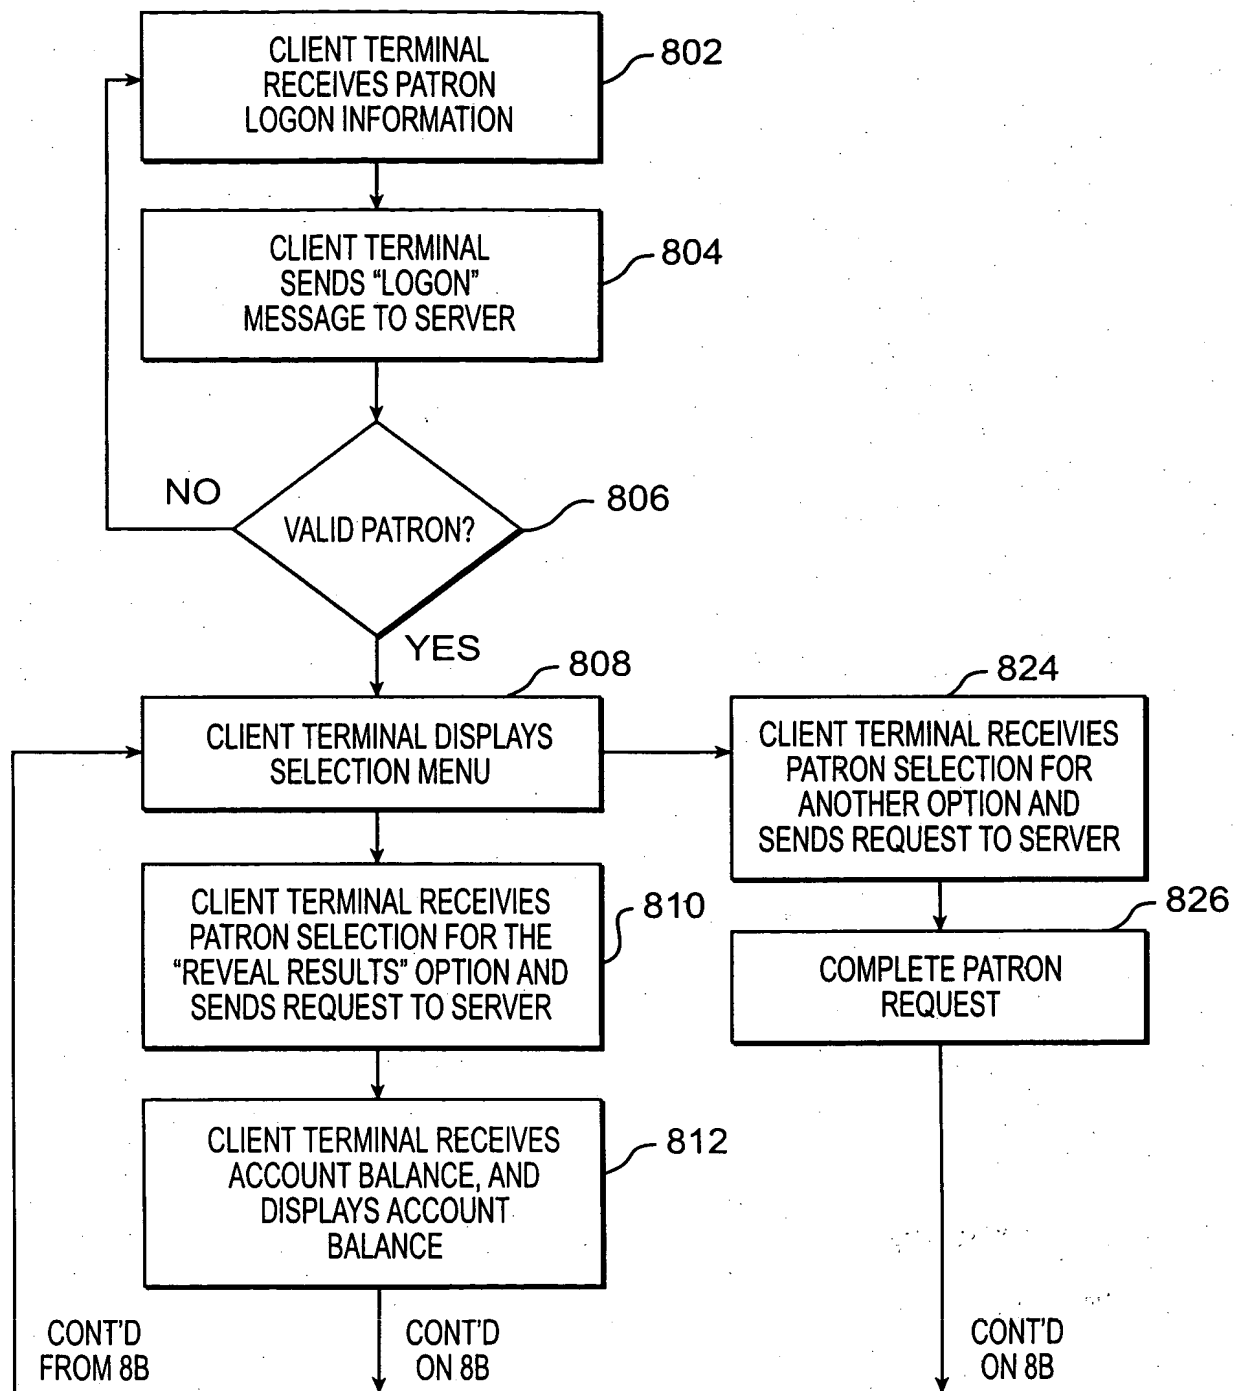 CLIENT TERMINAL
RECEIVES PATRON
LOGON INFORMATION
802
CLIENT TERMINAL
SENDS “LOGON”
MESSAGE TO SERVER
804
NO
VALID PATRON?
806
YES
808
CLIENT TERMINAL DISPLAYS
SELECTION MENU
824
CLIENT TERMINAL RECEIVIES
PATRON SELECTION FOR
ANOTHER OPTION AND
SENDS REQUEST TO SERVER
CLIENT TERMINAL RECEIVIES
PATRON SELECTION FOR THE
“REVEAL RESULTS” OPTION AND
SENDS REQUEST TO SERVER
810
826
COMPLETE PATRON
REQUEST
CLIENT TERMINAL RECEIVES
ACCOUNT BALANCE, AND
DISPLAYS ACCOUNT
BALANCE
812
CONT'D
FROM 8B
CONT'D
ON 8B
CONT'D
ON 8B